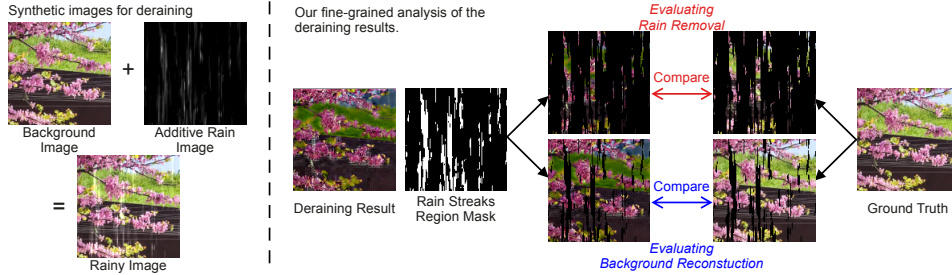 Synthetic images for deraining
+
Background
Image
Additive Rain
Image
=
Rainy Image
Our fine-grained analysis of the
deraining results.
Deraining Result
Rain Streaks
Region Mask
Evaluating
Rain Removal
Compare
Compare
Evaluating
Background Reconstuction
Ground Truth